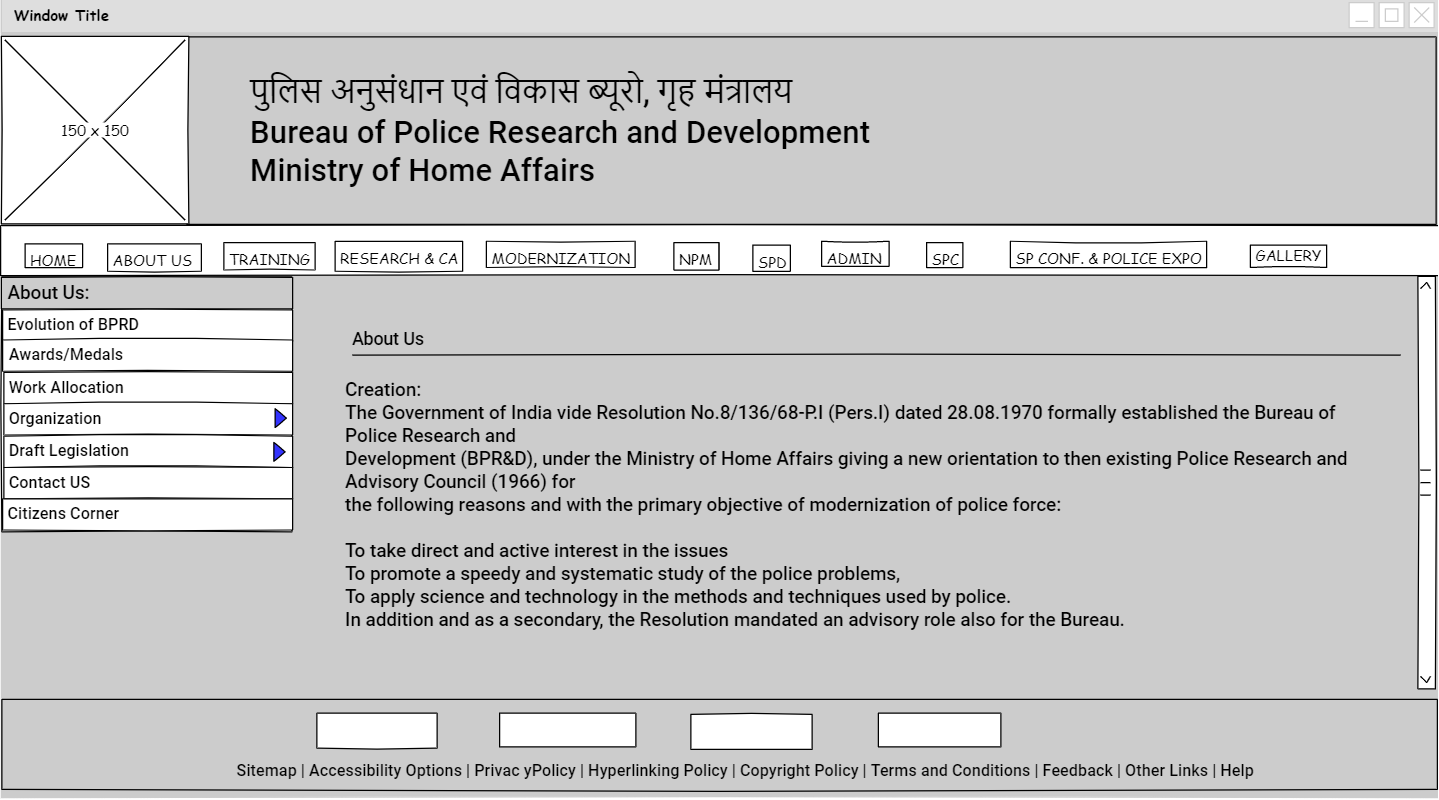 Window Title
150 x 150
पुलिस अनुसंधान एवं विकास ब्यूरो, गृह मंत्रालय
Bureau of Police Research and Development
Ministry of Home Affairs
HOME ABOUT US TRAINING RESEARCH & CA MODERNIZATION NPM SPD ADMIN SPC SP CONF. & POLICE EXPO GALLERY
About Us:
Evolution of BPRD
Awards/Medals
Work Allocation
Organization
Draft Legislation
Contact US
Citizens Corner
About Us
Creation:
The Government of India vide Resolution No.8/136/68-P.I (Pers.I) dated 28.08.1970 formally established the Bureau of
Police Research and
Development (BPR&D), under the Ministry of Home Affairs giving a new orientation to then existing Police Research and
Advisory Council (1966) for
the following reasons and with the primary objective of modernization of police force:
To take direct and active interest in the issues
To promote a speedy and systematic study of the police problems,
To apply science and technology in the methods and techniques used by police.
In addition and as a secondary, the Resolution mandated an advisory role also for the Bureau.
Sitemap | Accessibility Options | Privac yPolicy | Hyperlinking Policy | Copyright Policy | Terms and Conditions | Feedback | Other Links | Help